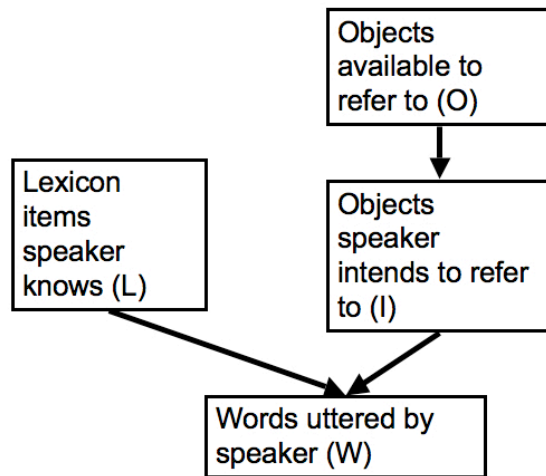 Objects
available to
refer to (O)
Lexicon
items
speaker
knows (L)
Objects
speaker
intends to refer
to (I)
Words uttered by
speaker (W)